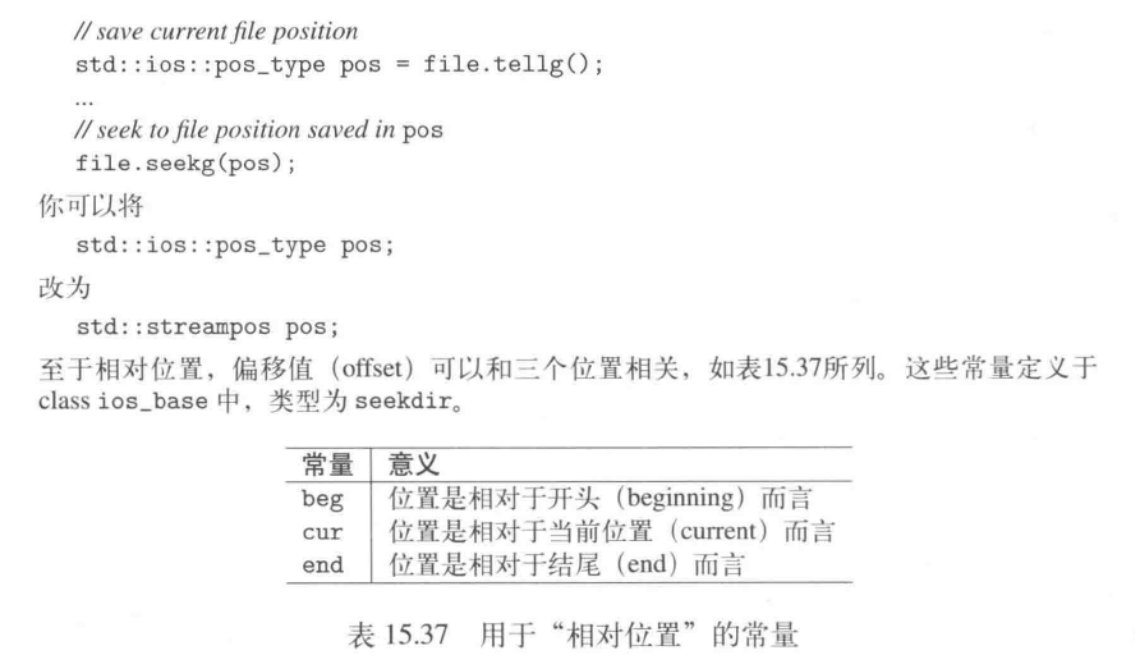 // save current file position
std::ios::pos_type pos = file.tellg();
...
// seek to file position saved in pos
file.seekg(pos);
你可以将
std::ios::pos_type pos;
改为
std::streampos pos;
至于相对位置，偏移值（offset）可以和三个位置相关，如表15.37所列。这些常量定义于
class ios_base 中，类型为 seekdir。
常量 意义
beg 位置是相对于开头（beginning）而言
cur 位置是相对于当前位置（current）而言
end 位置是相对于结尾（end）而言
表 15.37 用于“相对位置”的常量